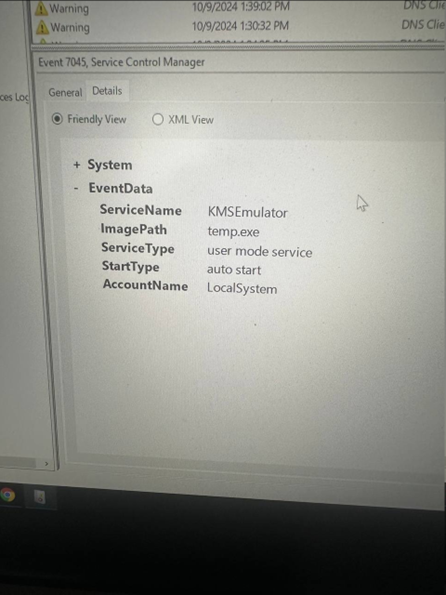 Warning 10/9/2024 1:39:02 PM DNS Clie
Warning 10/9/2024 1:30:32 PM DNS Clie
Event 7045, Service Control Manager
ces Log
General Details
Friendly View XML View
+ System
- EventData
ServiceName KMSEmulator
ImagePath temp.exe
ServiceType user mode service
StartType auto start
AccountName LocalSystem